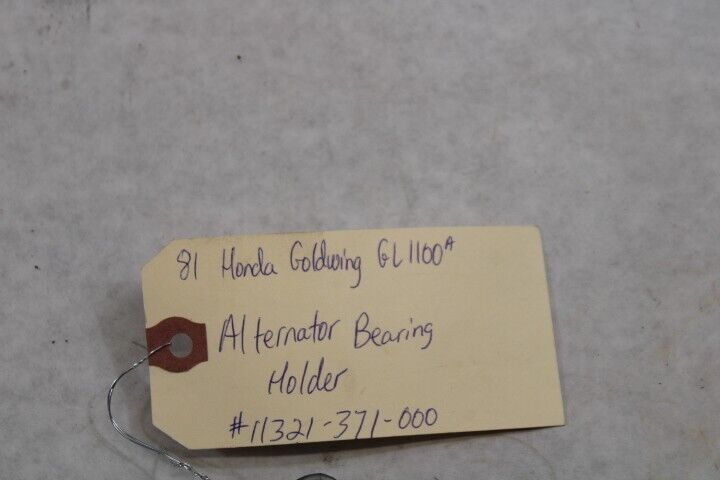 81 Honda Goldwing GL1100A
Alternator Bearing
Holder
#11321-371-000